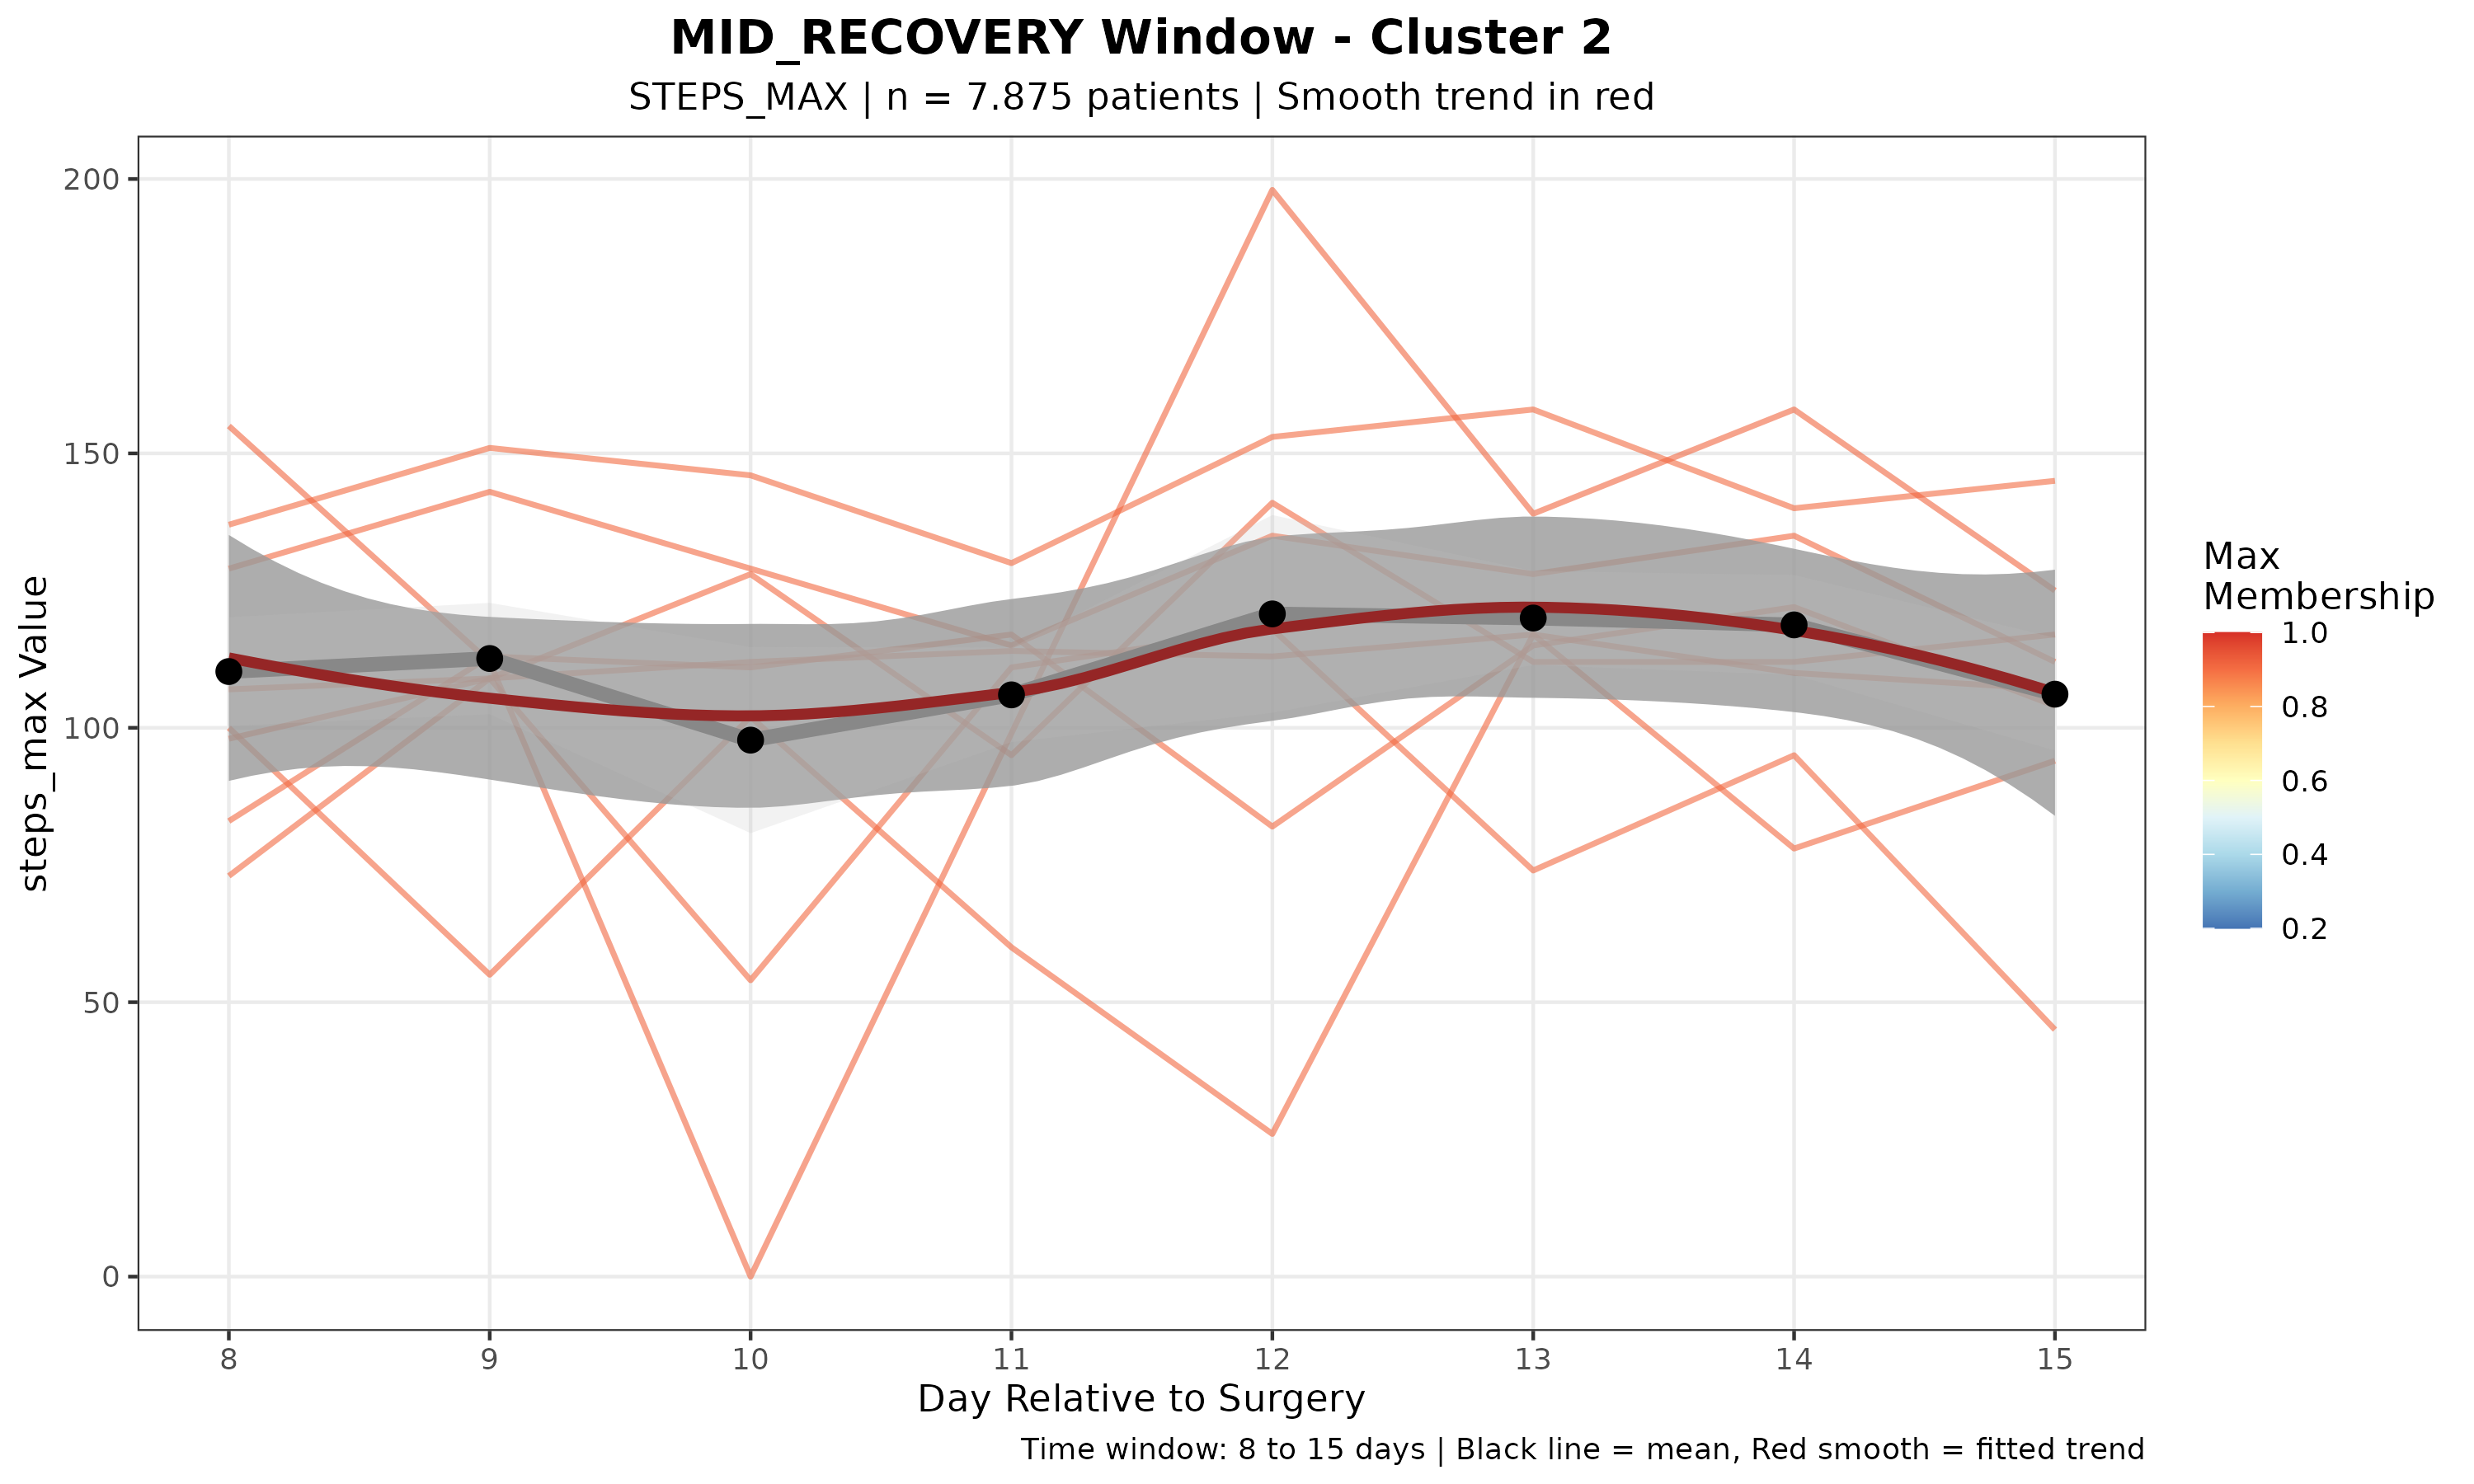 MID_RECOVERY Window - Cluster 2
STEPS_MAX | n = 7.875 patients | Smooth trend in red
steps_max Value
200
150
100
50
0
8 9 10 11 12 13 14 15
Day Relative to Surgery
Time window: 8 to 15 days | Black line = mean, Red smooth = fitted trend
Max
Membership
1.0
0.8
0.6
0.4
0.2